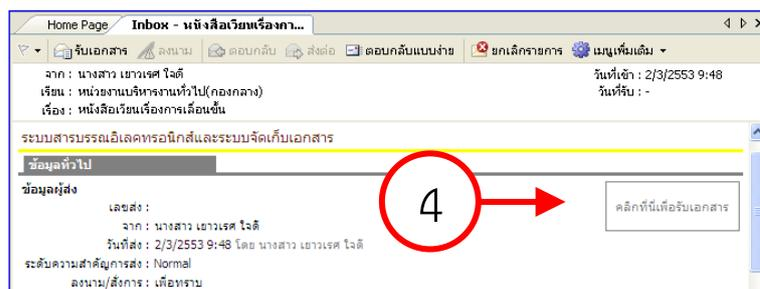 Home Page Inbox - หนังสือเวียนเรื่องกา...
รับเอกสาร ลงนาม ตอบกลับ ส่งต่อ ตอบกลับแบบง่าย ยกเลิกรายการ เมนูเพิ่มเติม
จาก : นางสาว เยาวเรศ ใจดี วันที่เข้า : 2/3/2553 9:48
เรียน : หน่วยงานบริหารงานทั่วไป(กองกลาง) วันที่รับ : -
เรื่อง : หนังสือเวียนเรื่องการเลื่อนขั้น
ระบบสารบรรณอิเลคทรอนิกส์และระบบจัดเก็บเอกสาร
ข้อมูลทั่วไป
ข้อมูลผู้ส่ง
4
คลิกที่นี่เพื่อรับเอกสาร
เลขส่ง :
จาก : นางสาว เยาวเรศ ใจดี
วันที่ส่ง : 2/3/2553 9:48 โดย นางสาว เยาวเรศ ใจดี
ระดับความสำคัญการส่ง : Normal
ลงนาม/สั่งการ : เพื่อทราบ